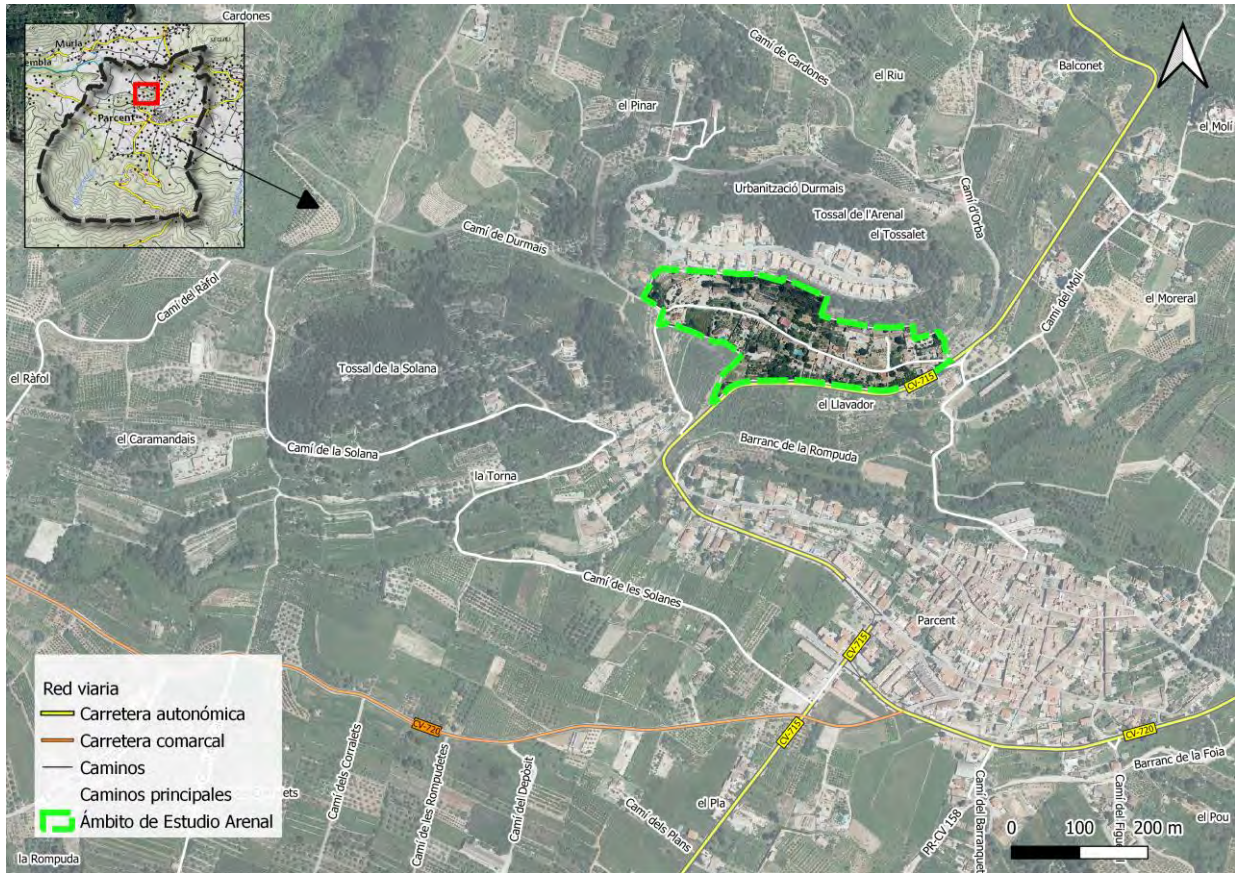 Cardones
Murla
embla
Parcent
Camí de Cardones
el Riu
Balconet
el Pinar
el Molí
Urbanització Durmais
Tossal de l'Arenal
el Tossalet
Camí d'Orba
Camí de Durmais
Camí del Ràfol
Camí del Molí
el Moreral
Tossal de la Solana
el Ràfol
CV-715
el Llavador
el Caramandais
Camí de la Solana
Barranc de la Rompuda
la Torna
Camí de les Solanes
Parcent
CV-715
CV-720
CV-715
CV-720
Barranc de la Foia
Camí dels Corralets
Camí de les Rompudetes
Camí del Depòsit
el Pla
Camí dels Plans
PR-CV 158
Camí del Barranquet
Camí del Figue
el Pou
la Rompuda
Red viaria
Carretera autonómica
Carretera comarcal
Caminos
Caminos principales
Ámbito de Estudio Arenal
0 100 200 m